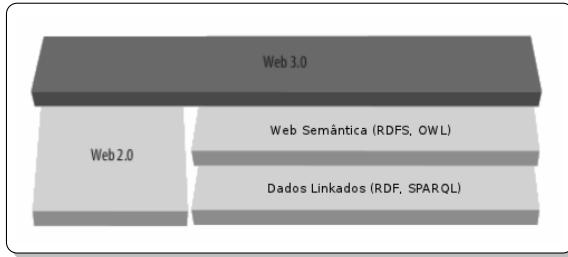 Web 3.0
Web 2.0
Web Semântica (RDFS, OWL)
Dados Linkados (RDF, SPARQL)